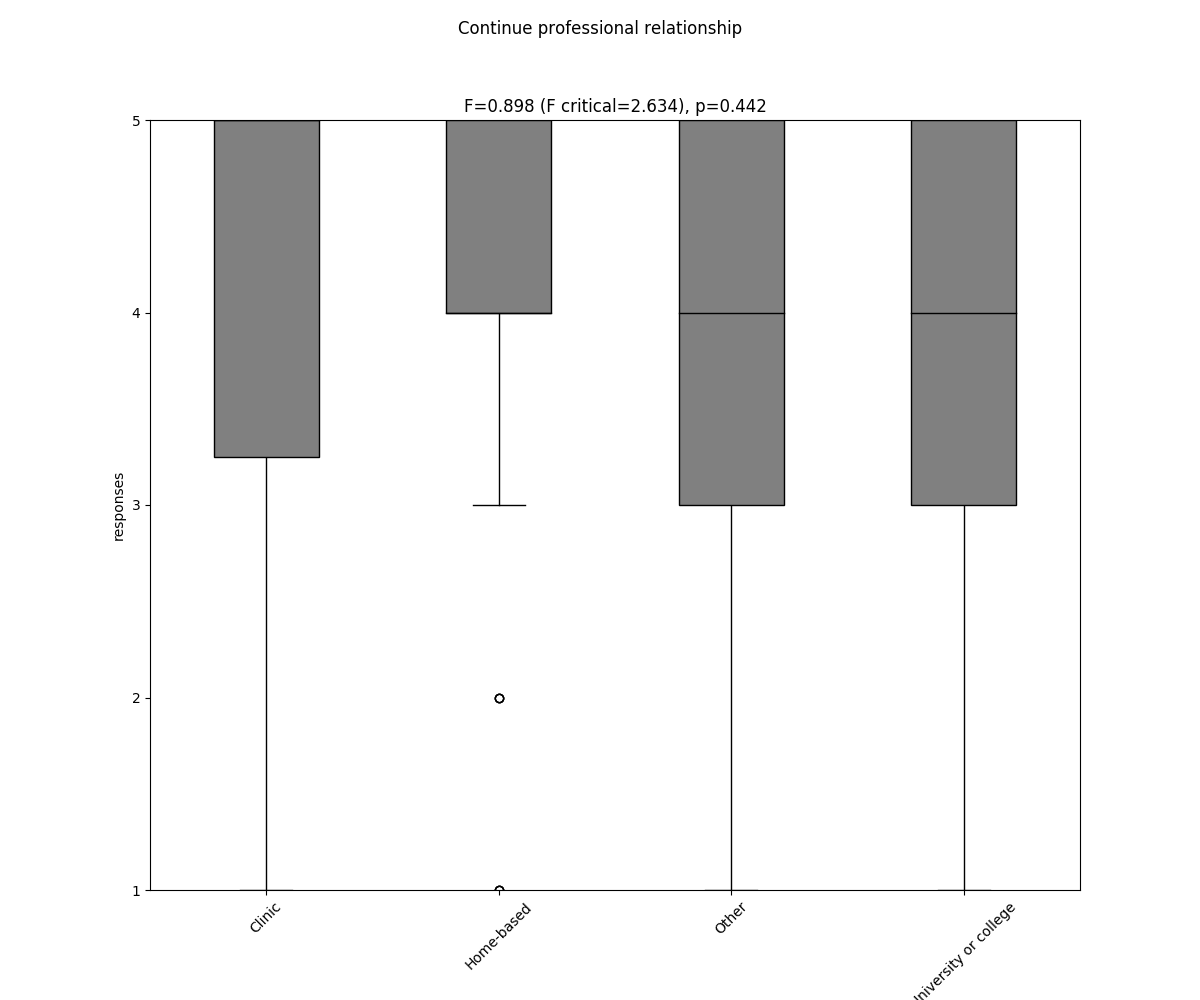 Continue professional relationship
F=0.898 (F critical=2.634), p=0.442
5
4
3
2
1
responses
Clinic
Home-based
Other
or college